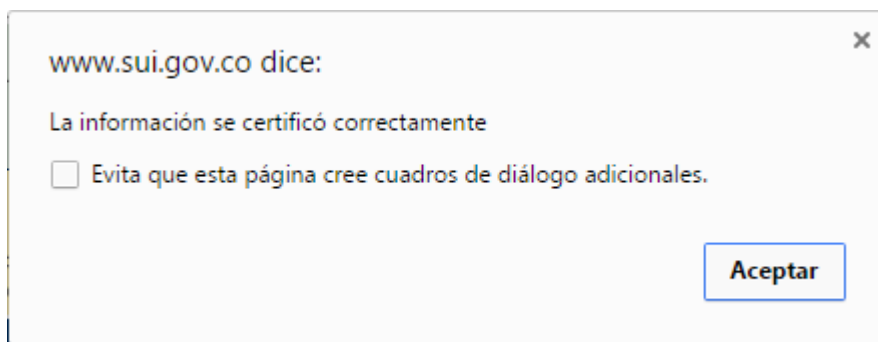 www.sui.gov.co dice:
La información se certificó correctamente
Evita que esta página cree cuadros de diálogo adicionales.
Aceptar